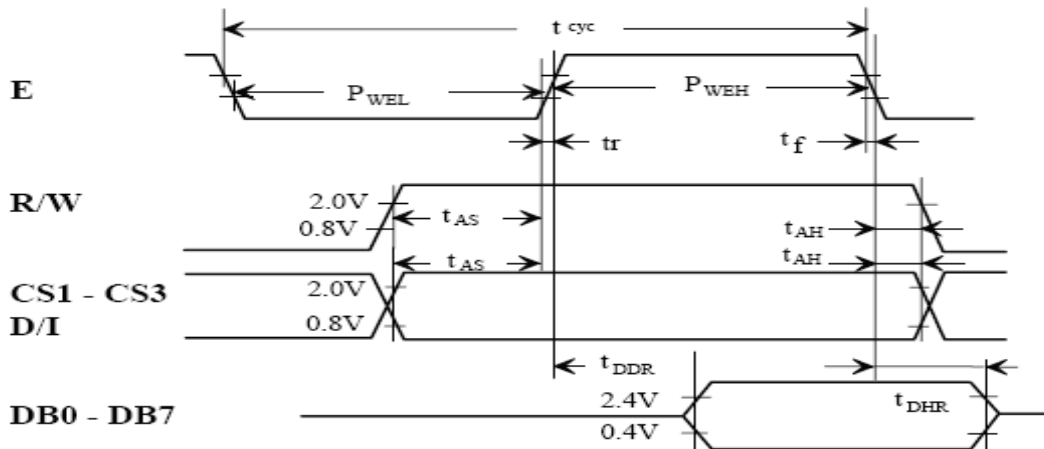 t cyc
E
PWEL
PWEH
tr
tf
R/W
2.0V
0.8V
tAS
tAH
tAS
tAH
CS1 - CS3
D/I
2.0V
0.8V
tDDR
DB0 - DB7
2.4V
0.4V
tDHR